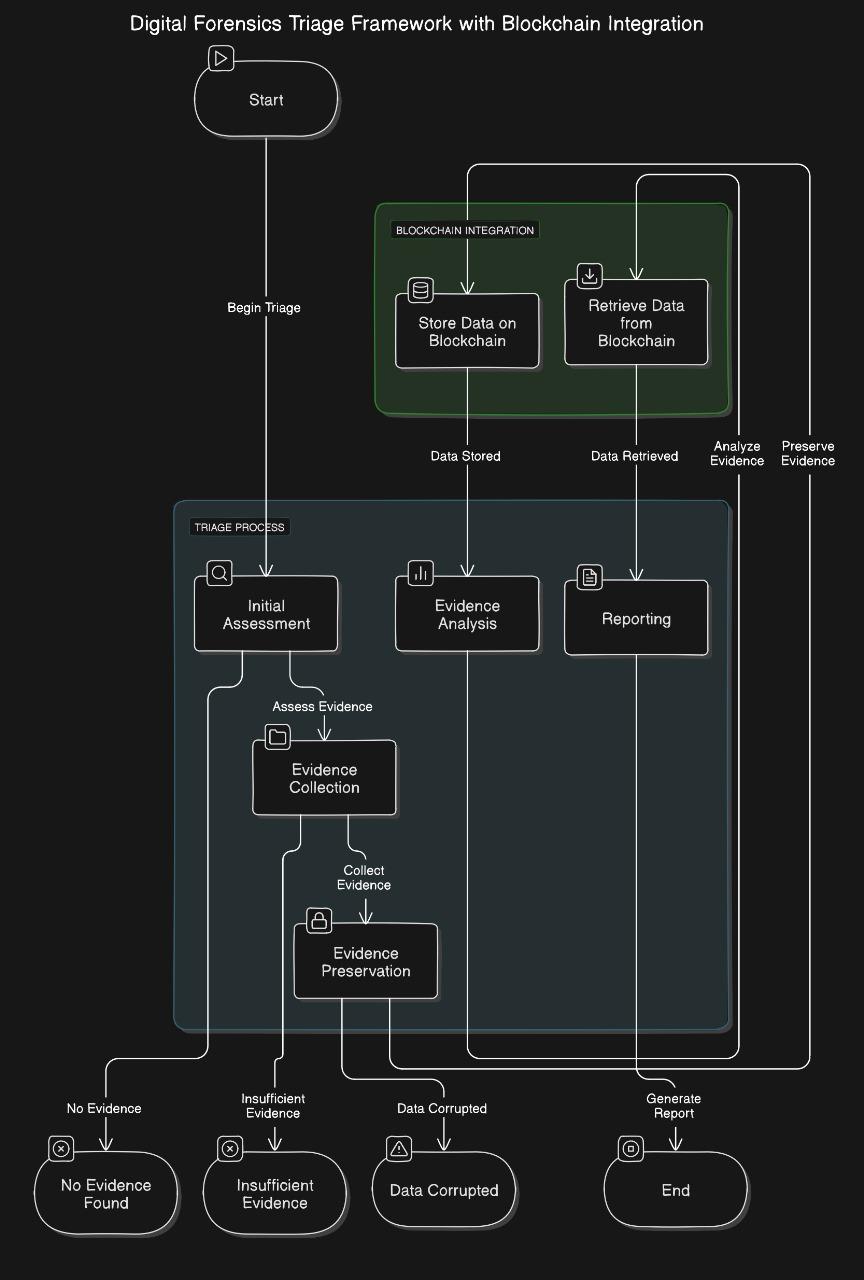 Digital Forensics Triage Framework with Blockchain Integration
Start
Begin Triage
BLOCKCHAIN INTEGRATION
Store Data on
Blockchain
Retrieve Data
from
Blockchain
Data Stored
Data Retrieved
Analyze
Evidence
Preserve
Evidence
TRIAGE PROCESS
Initial
Assessment
Evidence
Analysis
Reporting
Assess Evidence
Evidence
Collection
Collect
Evidence
Evidence
Preservation
No Evidence
Insufficient
Evidence
Data Corrupted
Generate
Report
No Evidence
Found
Insufficient
Evidence
Data Corrupted
End